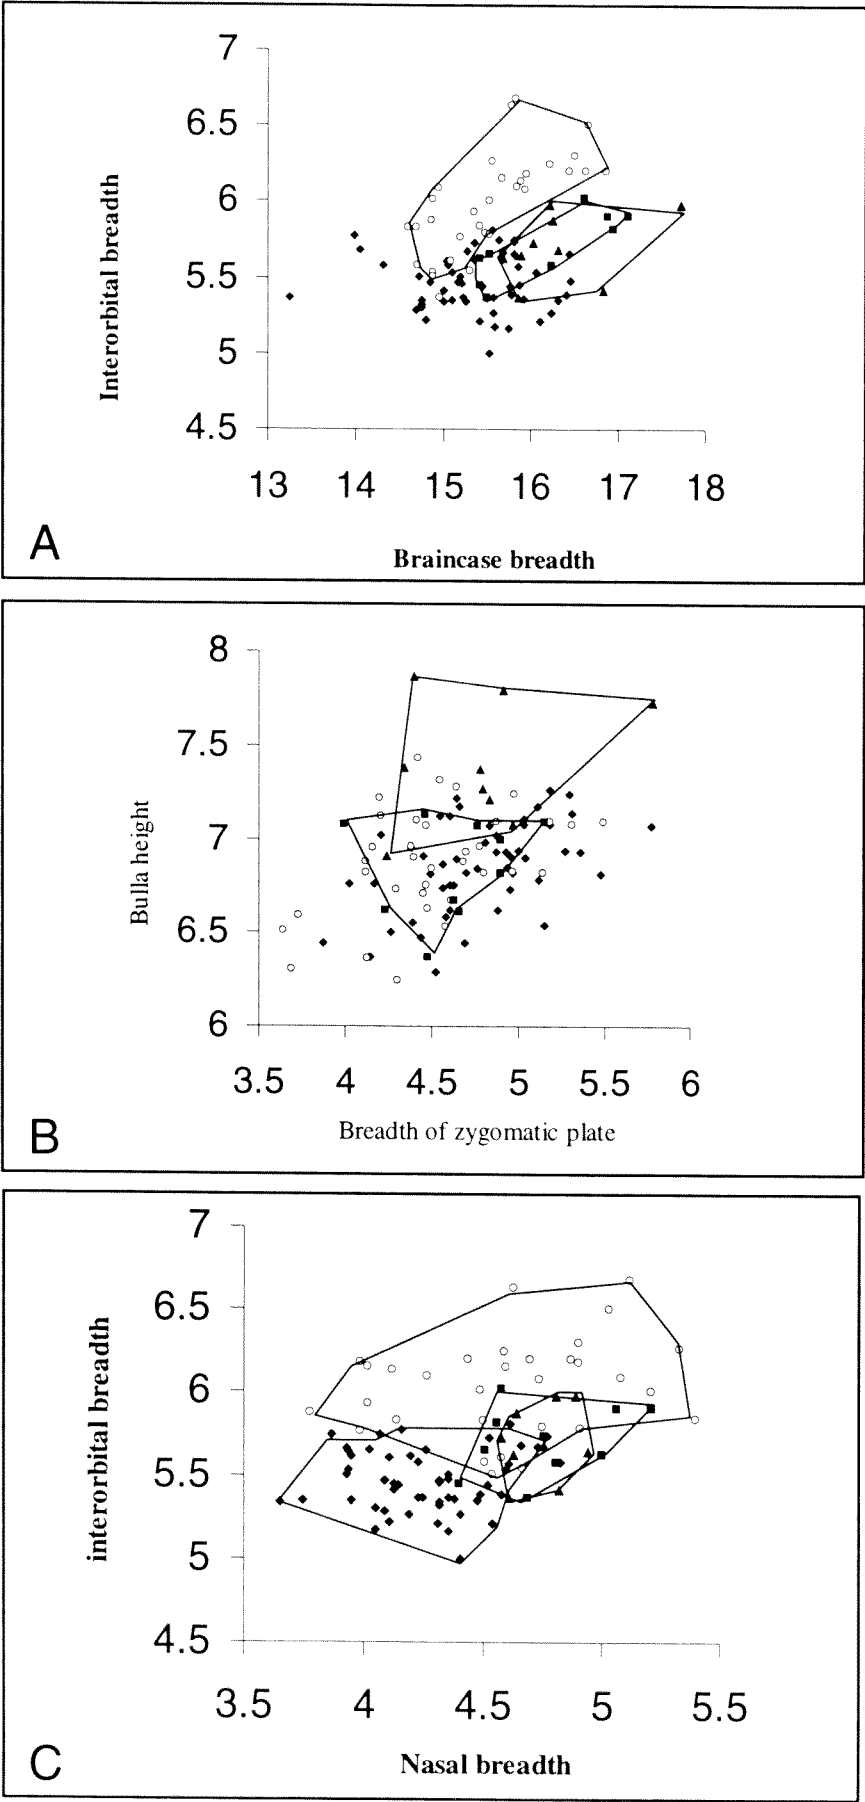 7
6.5
6
5.5
5
4.5
Interorbital breadth
13 14 15 16 17 18
Braincase breadth
A
8
7.5
7
6.5
6
Bulla height
3.5 4 4.5 5 5.5 6
Breadth of zygomatic plate
B
7
6.5
6
5.5
5
4.5
interorbital breadth
3.5 4 4.5 5 5.5
Nasal breadth
C